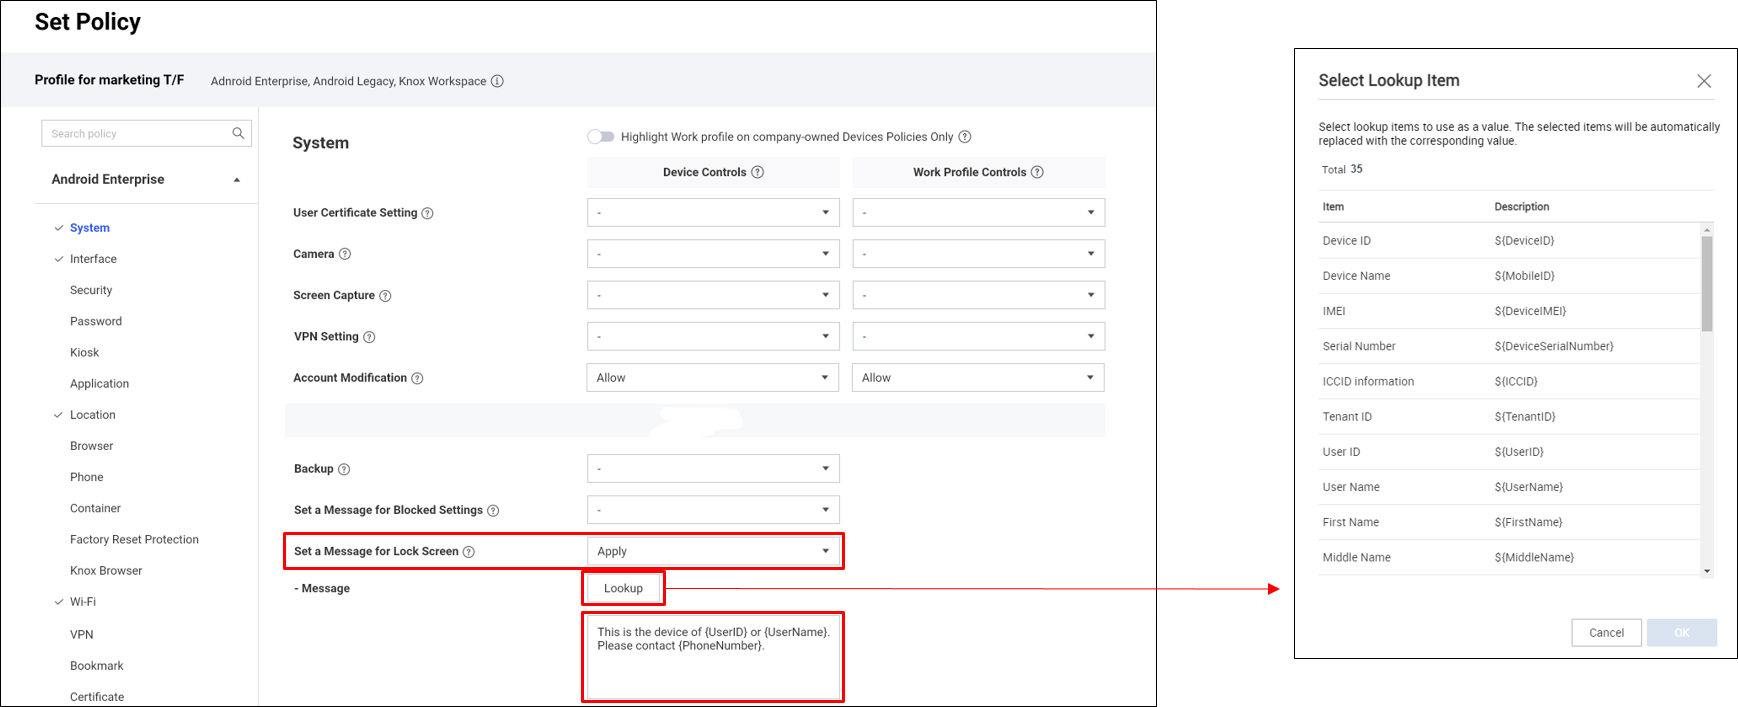 Set Policy
Profile for marketing T/F Adnroid Enterprise, Android Legacy, Knox Workspace
Search policy
Android Enterprise
System
Interface
Security
Password
Kiosk
Application
Location
Browser
Phone
Container
Factory Reset Protection
Knox Browser
Wi-Fi
VPN
Bookmark
Certificate
System
Highlight Work profile on company-owned Devices Policies Only
Device Controls Work Profile Controls
User Certificate Setting - -
Camera - -
Screen Capture - -
VPN Setting - -
Account Modification Allow Allow
Backup -
Set a Message for Blocked Settings -
Set a Message for Lock Screen Apply
- Message Lookup
This is the device of {UserID} or {UserName}.
Please contact {PhoneNumber}.
Select Lookup Item
Select lookup items to use as a value. The selected items will be automatically
replaced with the corresponding value.
Total 35
Item Description
Device ID ${DeviceID}
Device Name ${MobileID}
IMEI ${DeviceIMEI}
Serial Number ${DeviceSerialNumber}
ICCID information ${ICCID}
Tenant ID ${TenantID}
User ID ${UserID}
User Name ${UserName}
First Name ${FirstName}
Middle Name ${MiddleName}
Cancel OK